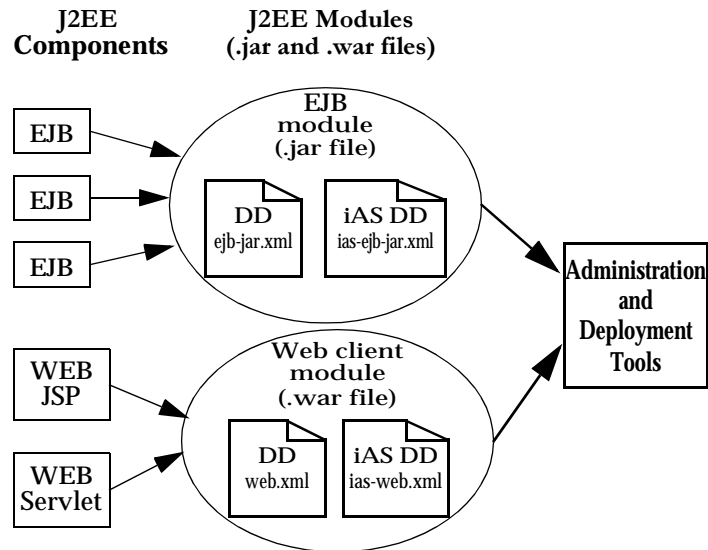 J2EE
Components
J2EE Modules
(.jar and .war files)
EJB
EJB
EJB
EJB
module
(.jar file)
DD
ejb-jar.xml
iAS DD
ias-ejb-jar.xml
Administration
and
Deployment
Tools
WEB
JSP
WEB
Servlet
Web client
module
(.war file)
DD
web.xml
iAS DD
ias-web.xml